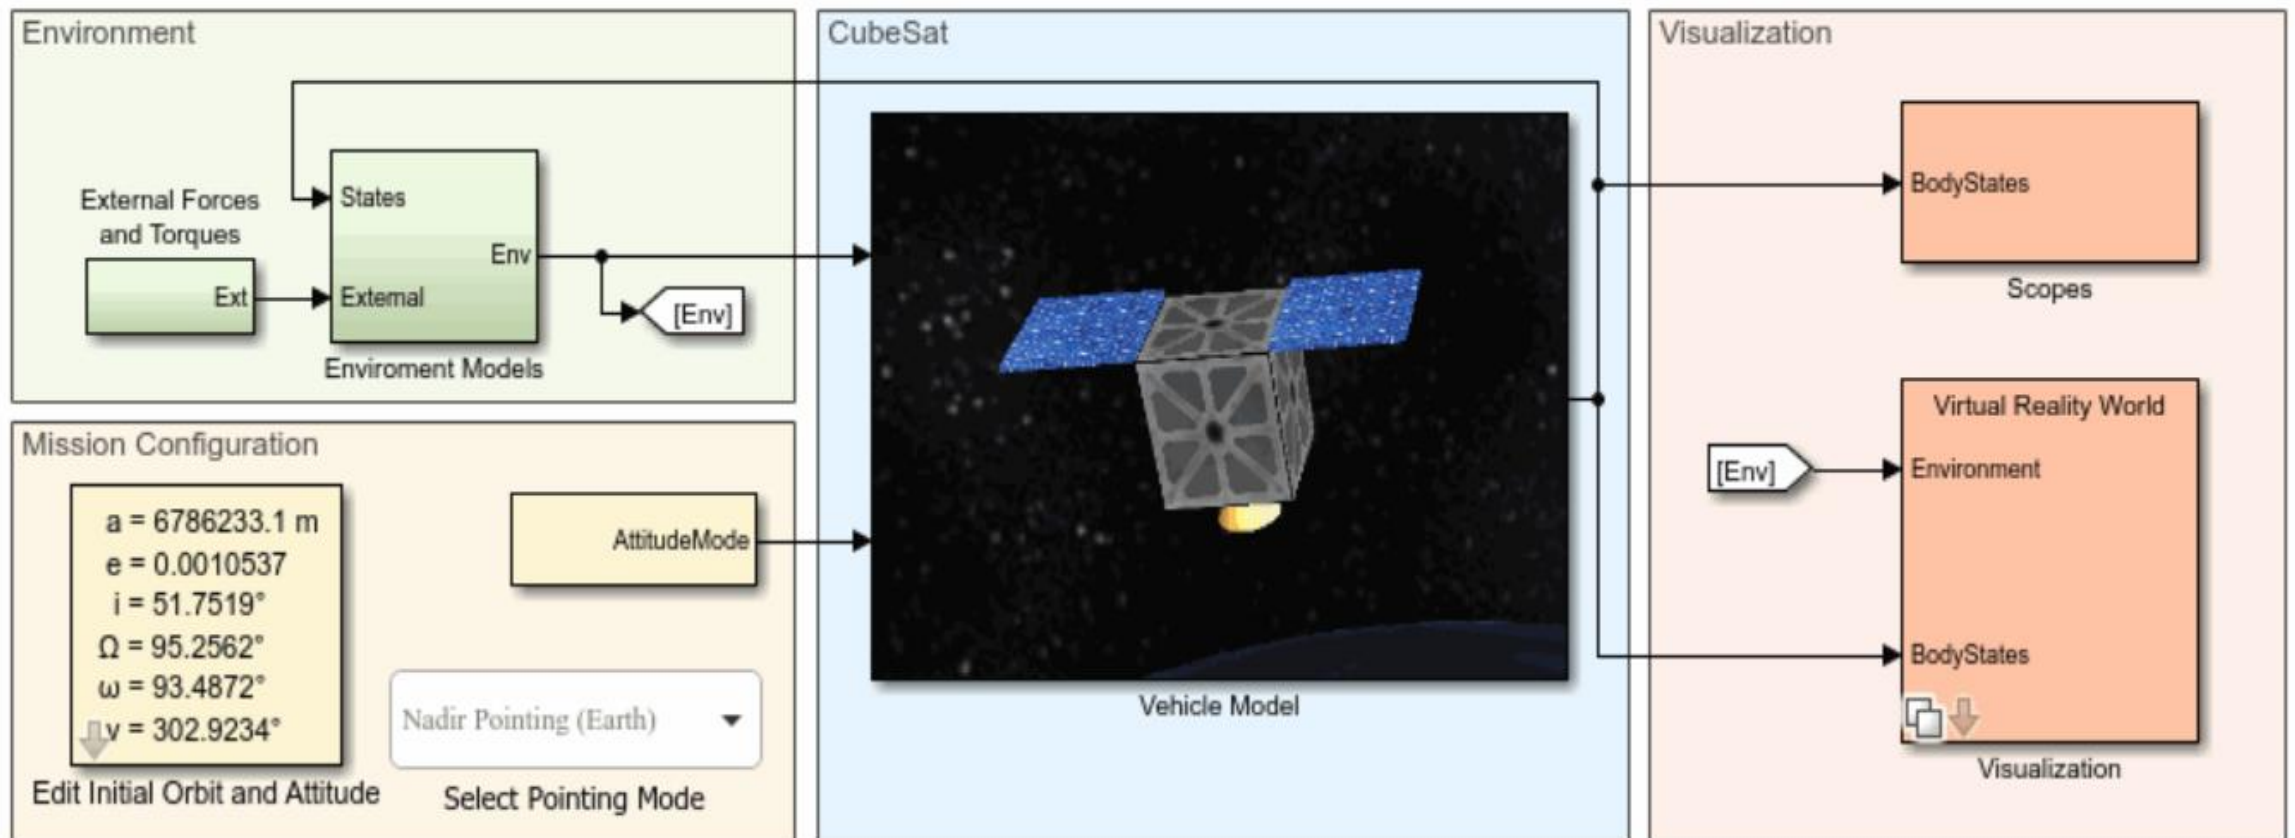 Environment
External Forces
and Torques
Ext
States
External
Env
[Env]
Enviroment Models
Mission Configuration
a = 6786233.1 m
e = 0.0010537
i = 51.7519°
Ω = 95.2562°
ω = 93.4872°
ν = 302.9234°
Edit Initial Orbit and Attitude
AttitudeMode
Nadir Pointing (Earth)
Select Pointing Mode
CubeSat
Vehicle Model
Visualization
BodyStates
Scopes
Virtual Reality World
[Env]
Environment
BodyStates
Visualization